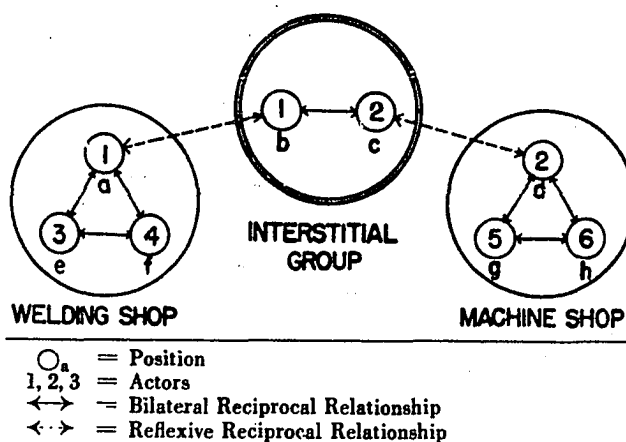 1 2
b c
1
a
3 4
e f
2
d
5 6
g h
INTERSTITIAL
GROUP
WELDING SHOP
MACHINE SHOP
a = Position
1, 2, 3 = Actors
= Bilateral Reciprocal Relationship
= Reflexive Reciprocal Relationship